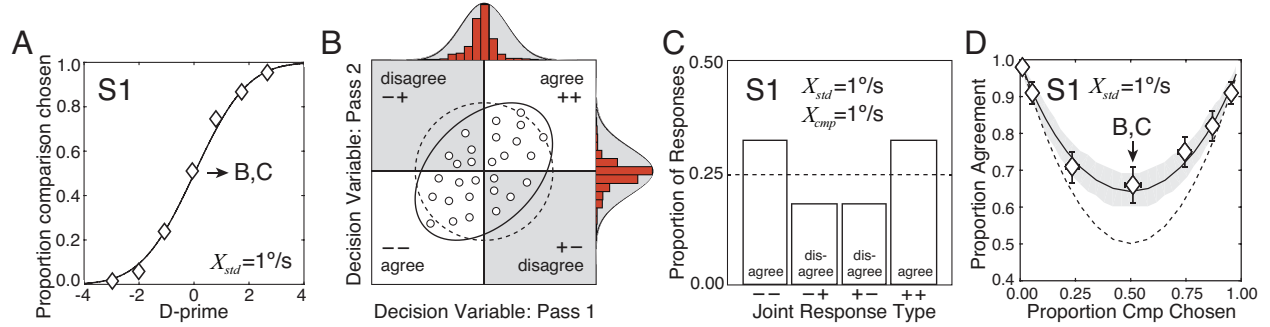 A
S1
Proportion comparison chosen
1.0
0.8
0.6
0.4
0.2
0.0
B,C
X_std=1°/s
-4
-2
0
2
4
D-prime
B
Decision Variable: Pass 2
disagree
−+
agree
++
−−
agree
+−
disagree
Decision Variable: Pass 1
C
Proportion of Responses
0.50
0.25
0.00
S1
X_std=1°/s
X_cmp=1°/s
agree
dis-
agree
dis-
agree
agree
−−
−+
+−
++
Joint Response Type
D
Proportion Agreement
1.0
0.9
0.8
0.7
0.6
0.5
0.4
S1
X_std=1°/s
B,C
0.00
0.25
0.50
0.75
1.00
Proportion Cmp Chosen